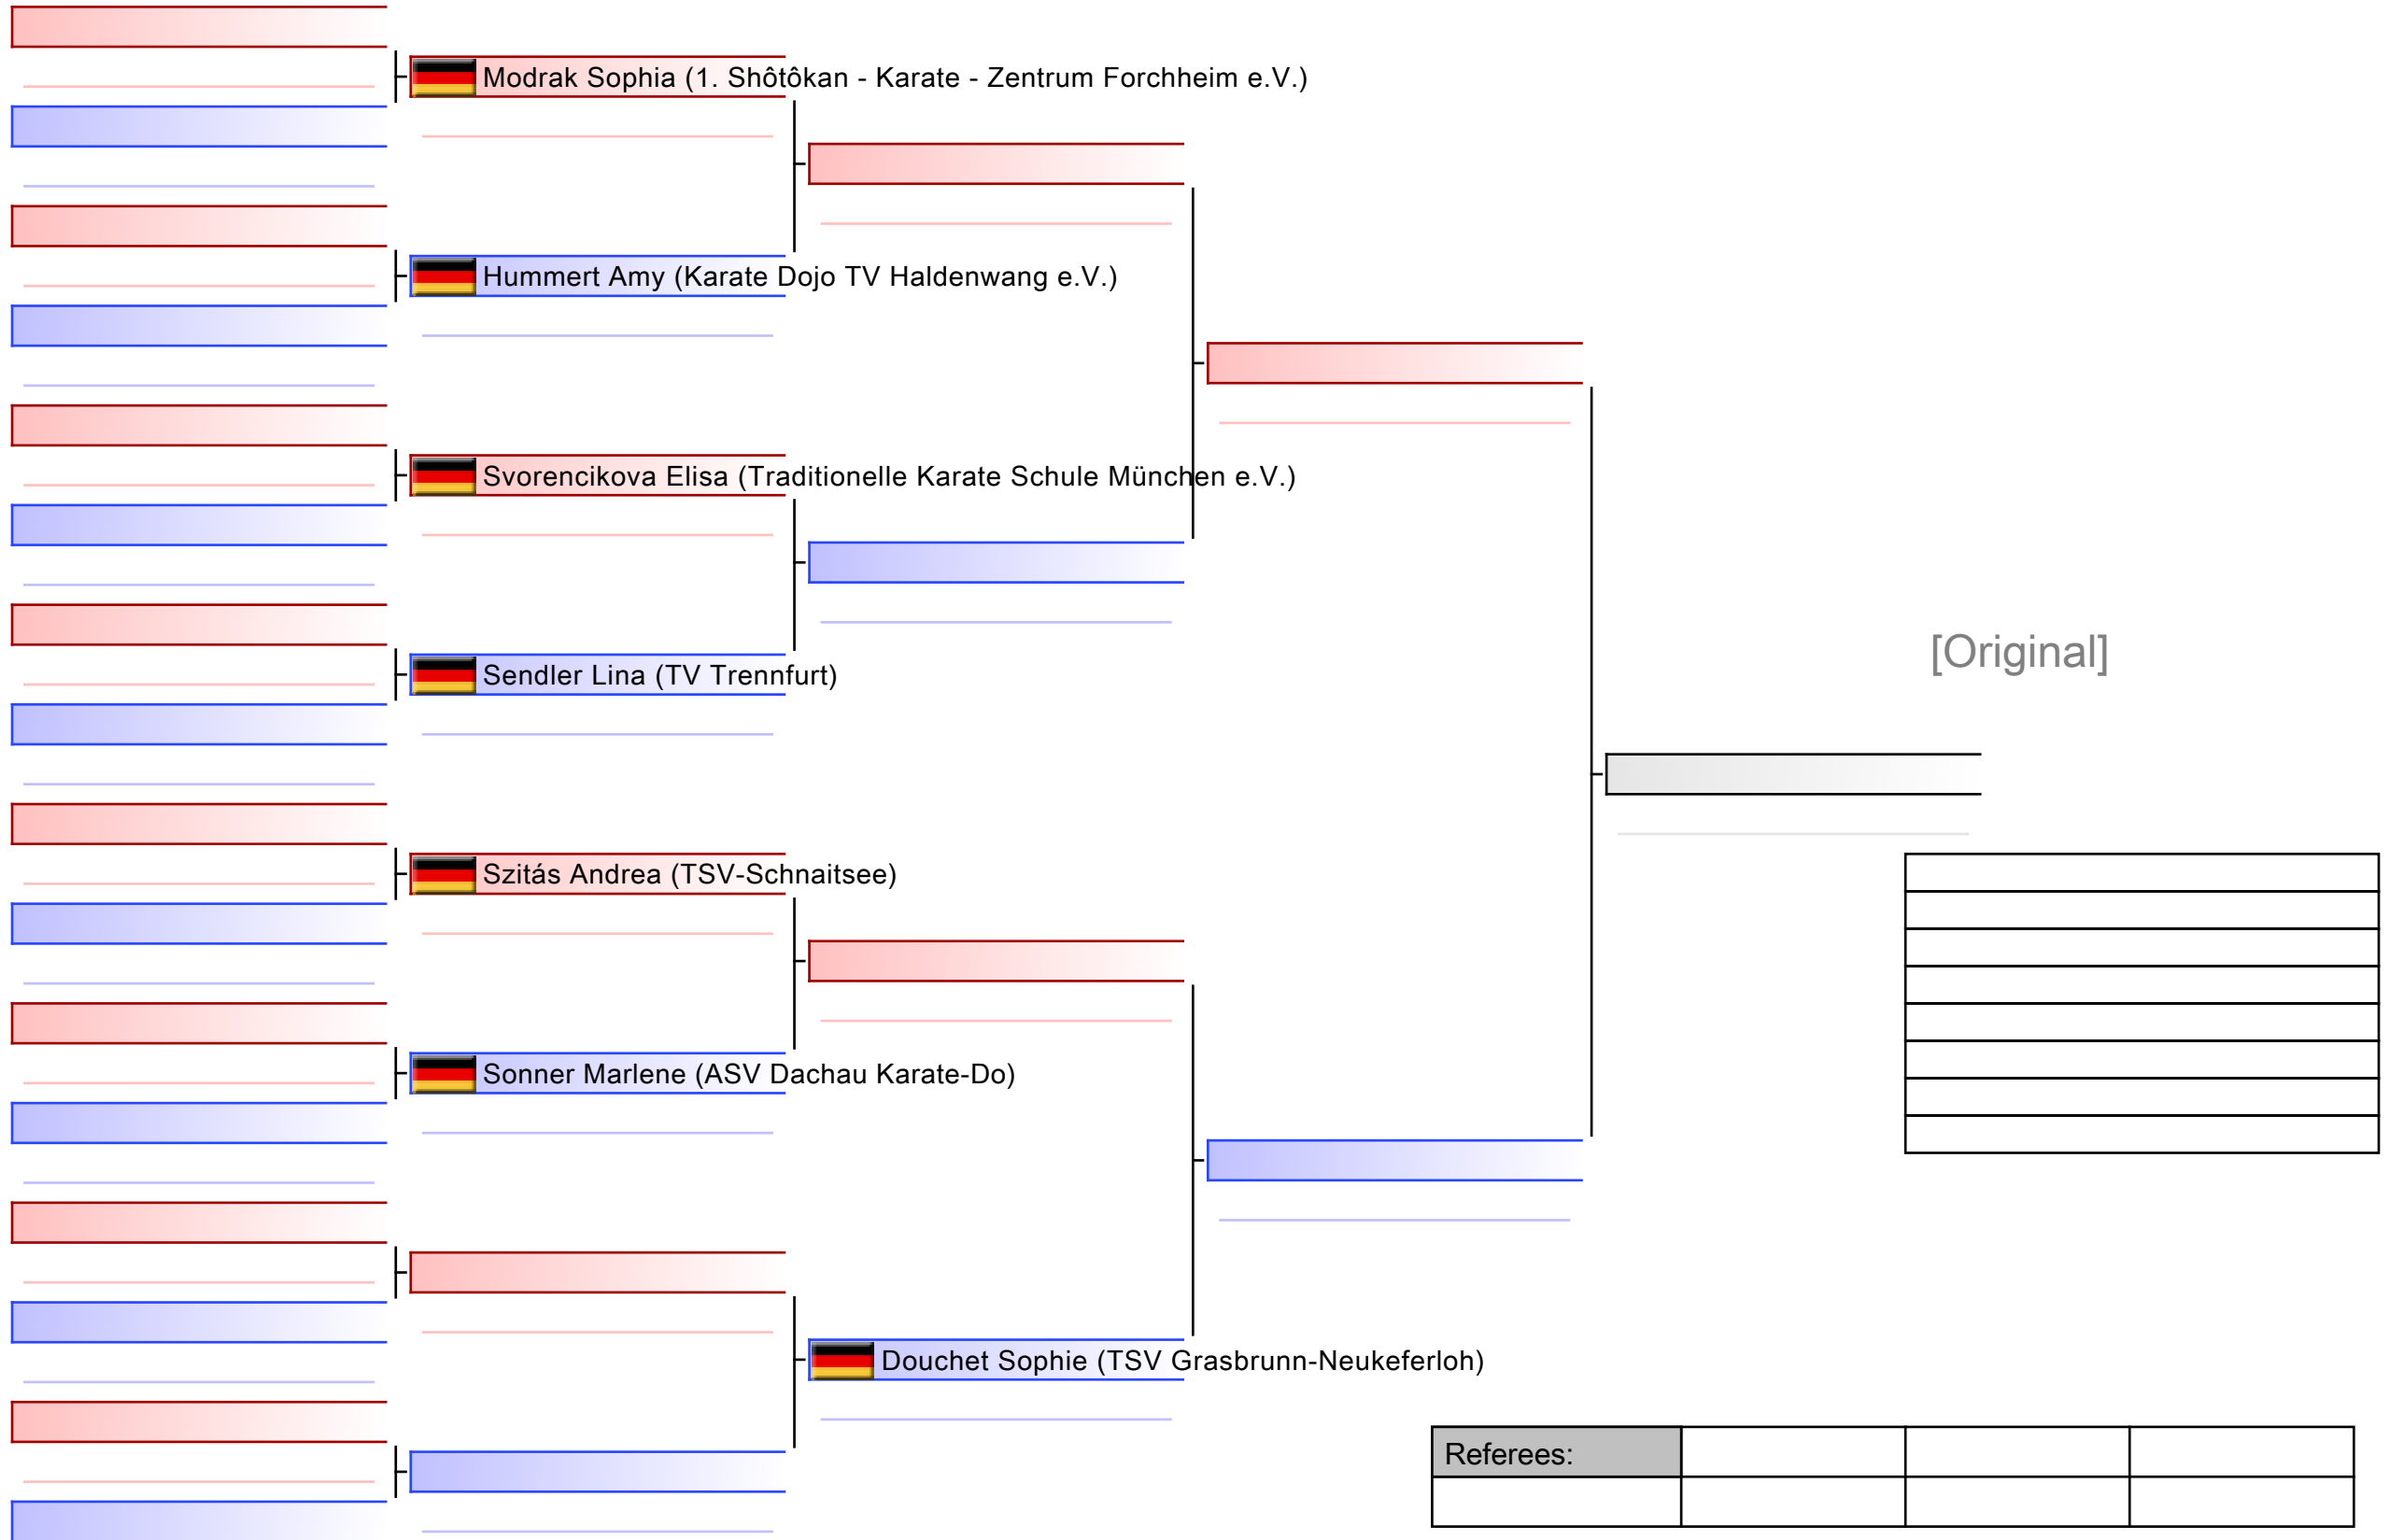 Modrak Sophia (1. Shôtôkan - Karate - Zentrum Forchheim e.V.)
Hummert Amy (Karate Dojo TV Haldenwang e.V.)
Svorencikova Elisa (Traditionelle Karate Schule München e.V.)
[Original]
Sendler Lina (TV Trennfurt)
Szitás Andrea (TSV-Schnaitsee)
Sonner Marlene (ASV Dachau Karate-Do)
Douchet Sophie (TSV Grasbrunn-Neukeferloh)
Referees: